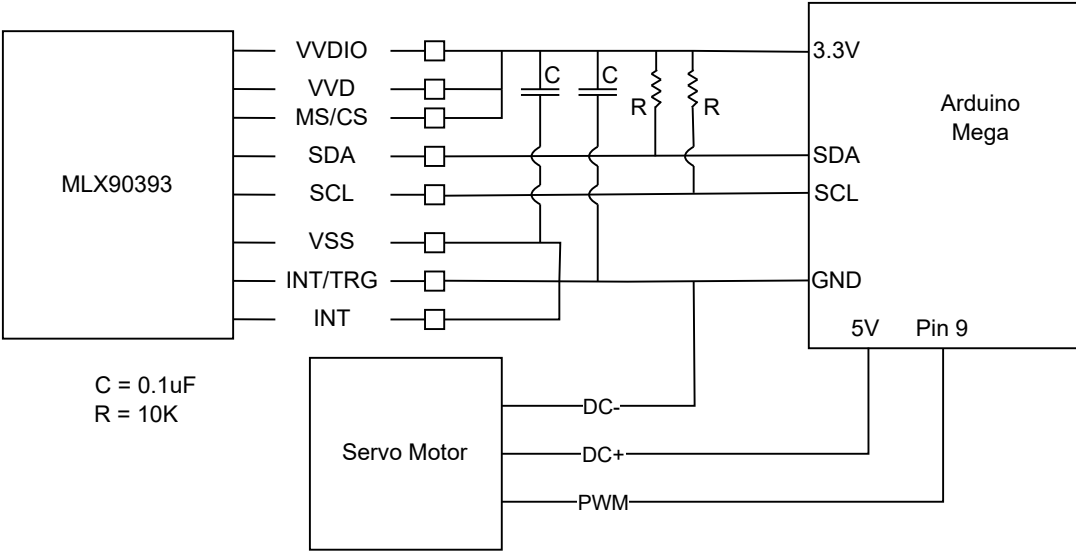 VVDIO
VVD
MS/CS
SDA
SCL
VSS
INT/TRG
INT
MLX90393
C
C
R
R
3.3V
SDA
SCL
GND
5V
Pin 9
Arduino
Mega
C = 0.1uF
R = 10K
Servo Motor
DC-
DC+
PWM